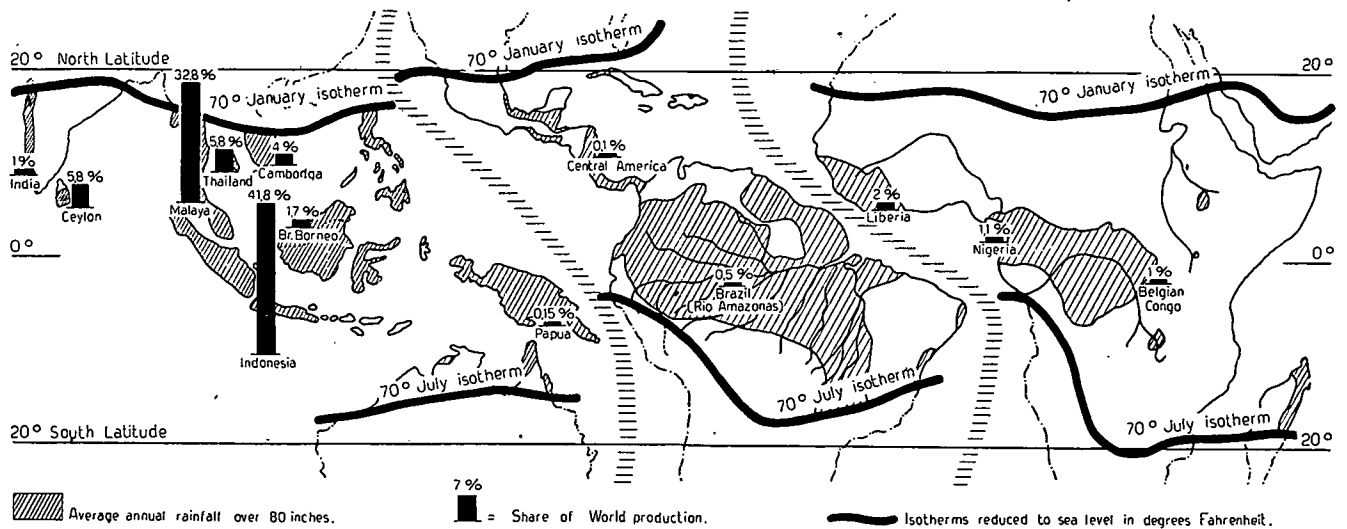 20° North Latitude
70° January isotherm
70° January isotherm
70° January isotherm
20°
32,8 %
Malaya
1 %
India
5,8 %
Ceylon
5,8 %
Thailand
4 %
Cambodga
41,8 %
Indonesia
1,7 %
Br. Borneo
0,1 %
Central America
2 %
Liberia
1,1 %
Nigeria
1 %
Belgian
Congo
0,5 %
Brazil
(Rio Amazonas)
0,15 %
Papua
0°
0°
70° July isotherm
70° July isotherm
70° July isotherm
20° South Latitude
20°
Average annual rainfall over 80 inches.
7 %
= Share of World production.
= Isotherms reduced to sea level in degrees Fahrenheit.